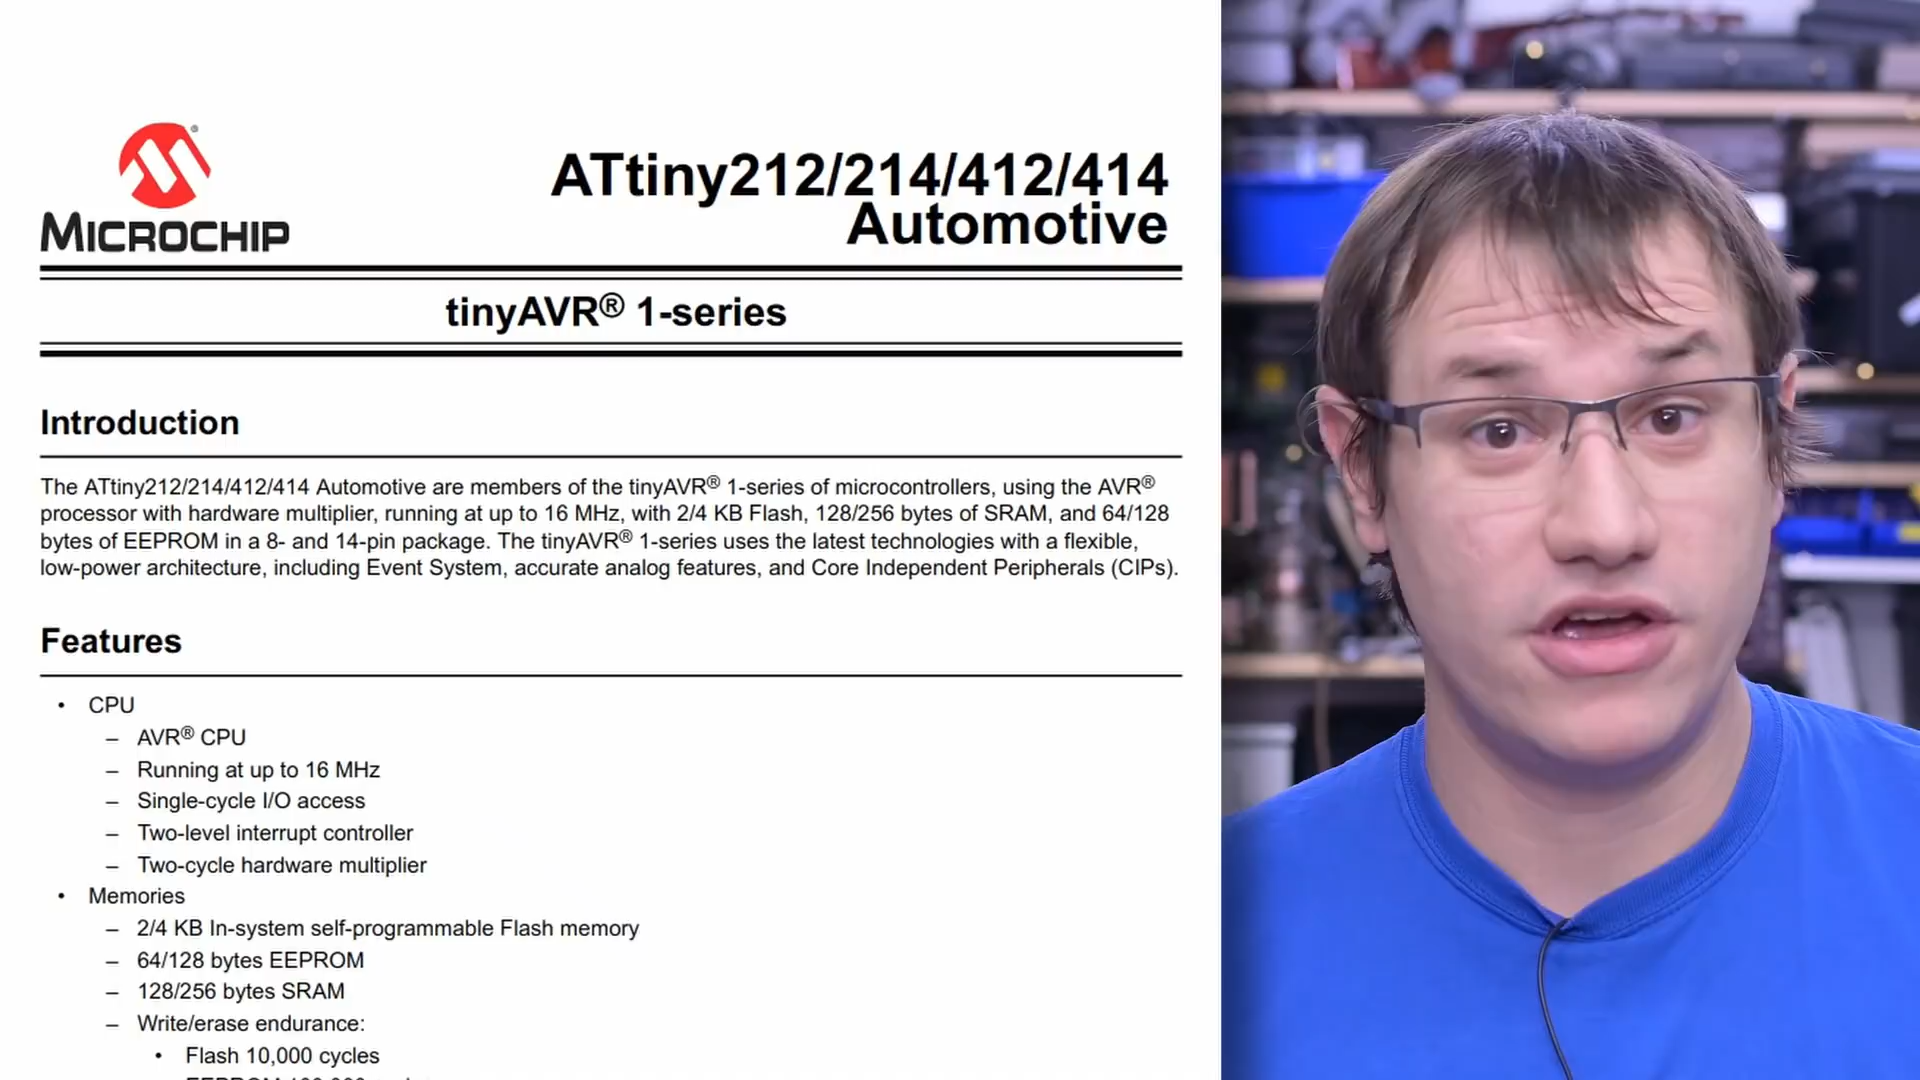 MICROCHIP
ATtiny212/214/412/414
Automotive
tinyAVR® 1-series
Introduction
The ATtiny212/214/412/414 Automotive are members of the tinyAVR® 1-series of microcontrollers, using the AVR®
processor with hardware multiplier, running at up to 16 MHz, with 2/4 KB Flash, 128/256 bytes of SRAM, and 64/128
bytes of EEPROM in a 8- and 14-pin package. The tinyAVR® 1-series uses the latest technologies with a flexible,
low-power architecture, including Event System, accurate analog features, and Core Independent Peripherals (CIPs).
Features
• CPU
– AVR® CPU
– Running at up to 16 MHz
– Single-cycle I/O access
– Two-level interrupt controller
– Two-cycle hardware multiplier
• Memories
– 2/4 KB In-system self-programmable Flash memory
– 64/128 bytes EEPROM
– 128/256 bytes SRAM
– Write/erase endurance:
• Flash 10,000 cycles